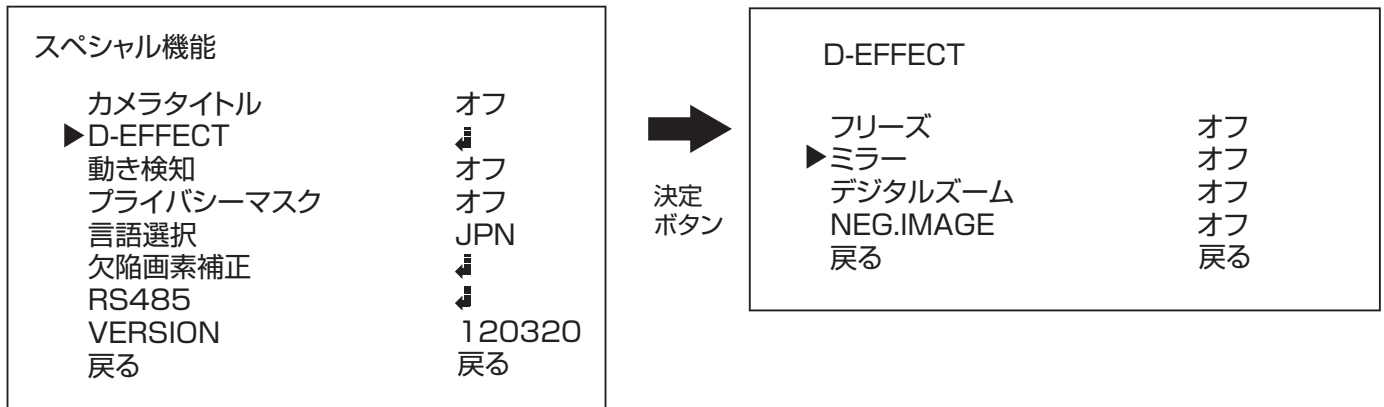 スペシャル機能
カメラタイトル オフ
▶D-EFFECT ↲
動き検知 オフ
プライバシーマスク オフ
言語選択 JPN
欠陥画素補正 ↲
RS485 ↲
VERSION 120320
戻る 戻る
決定
ボタン
D-EFFECT
フリーズ オフ
▶ミラー オフ
デジタルズーム オフ
NEG.IMAGE オフ
戻る 戻る